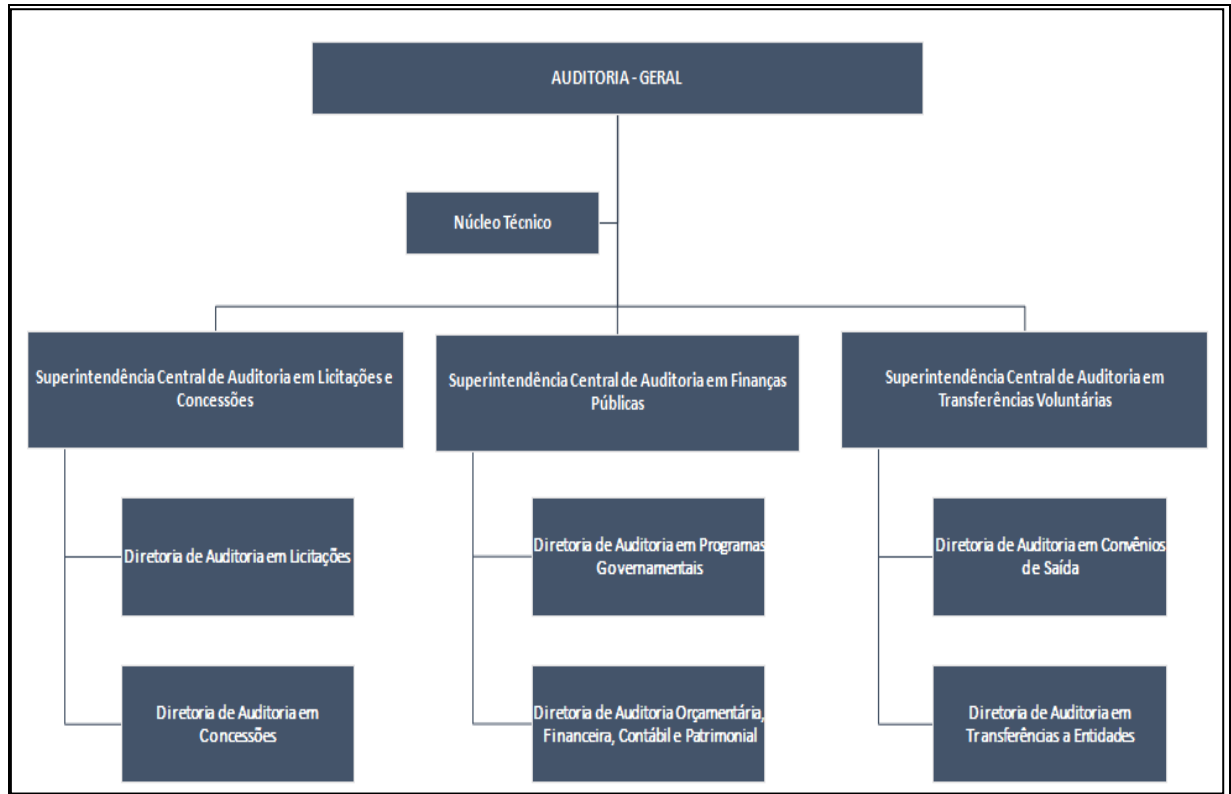 AUDITORIA - GERAL
Núcleo Técnico
Superintendência Central de Auditoria em Licitações e
Concessões
Superintendência Central de Auditoria em Finanças
Públicas
Superintendência Central de Auditoria em
Transferências Voluntárias
Diretoria de Auditoria em Licitações
Diretoria de Auditoria em Programas
Governamentais
Diretoria de Auditoria em Convênios
de Saída
Diretoria de Auditoria em
Concessões
Diretoria de Auditoria Orçamentária,
Financeira, Contábil e Patrimonial
Diretoria de Auditoria em
Transferências a Entidades